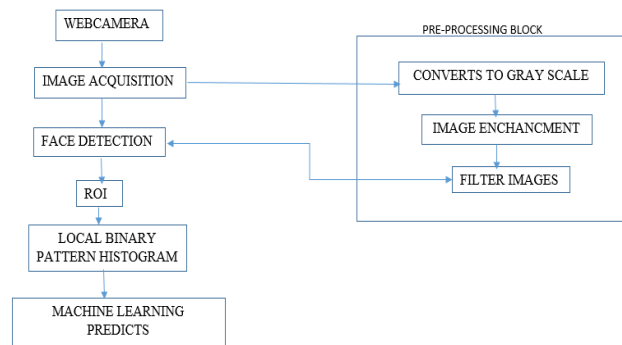 WEBCAMERA
IMAGE ACQUISITION
FACE DETECTION
ROI
LOCAL BINARY
PATTERN HISTOGRAM
MACHINE LEARNING
PREDICTS
PRE-PROCESSING BLOCK
CONVERTS TO GRAY SCALE
IMAGE ENCHANCMENT
FILTER IMAGES